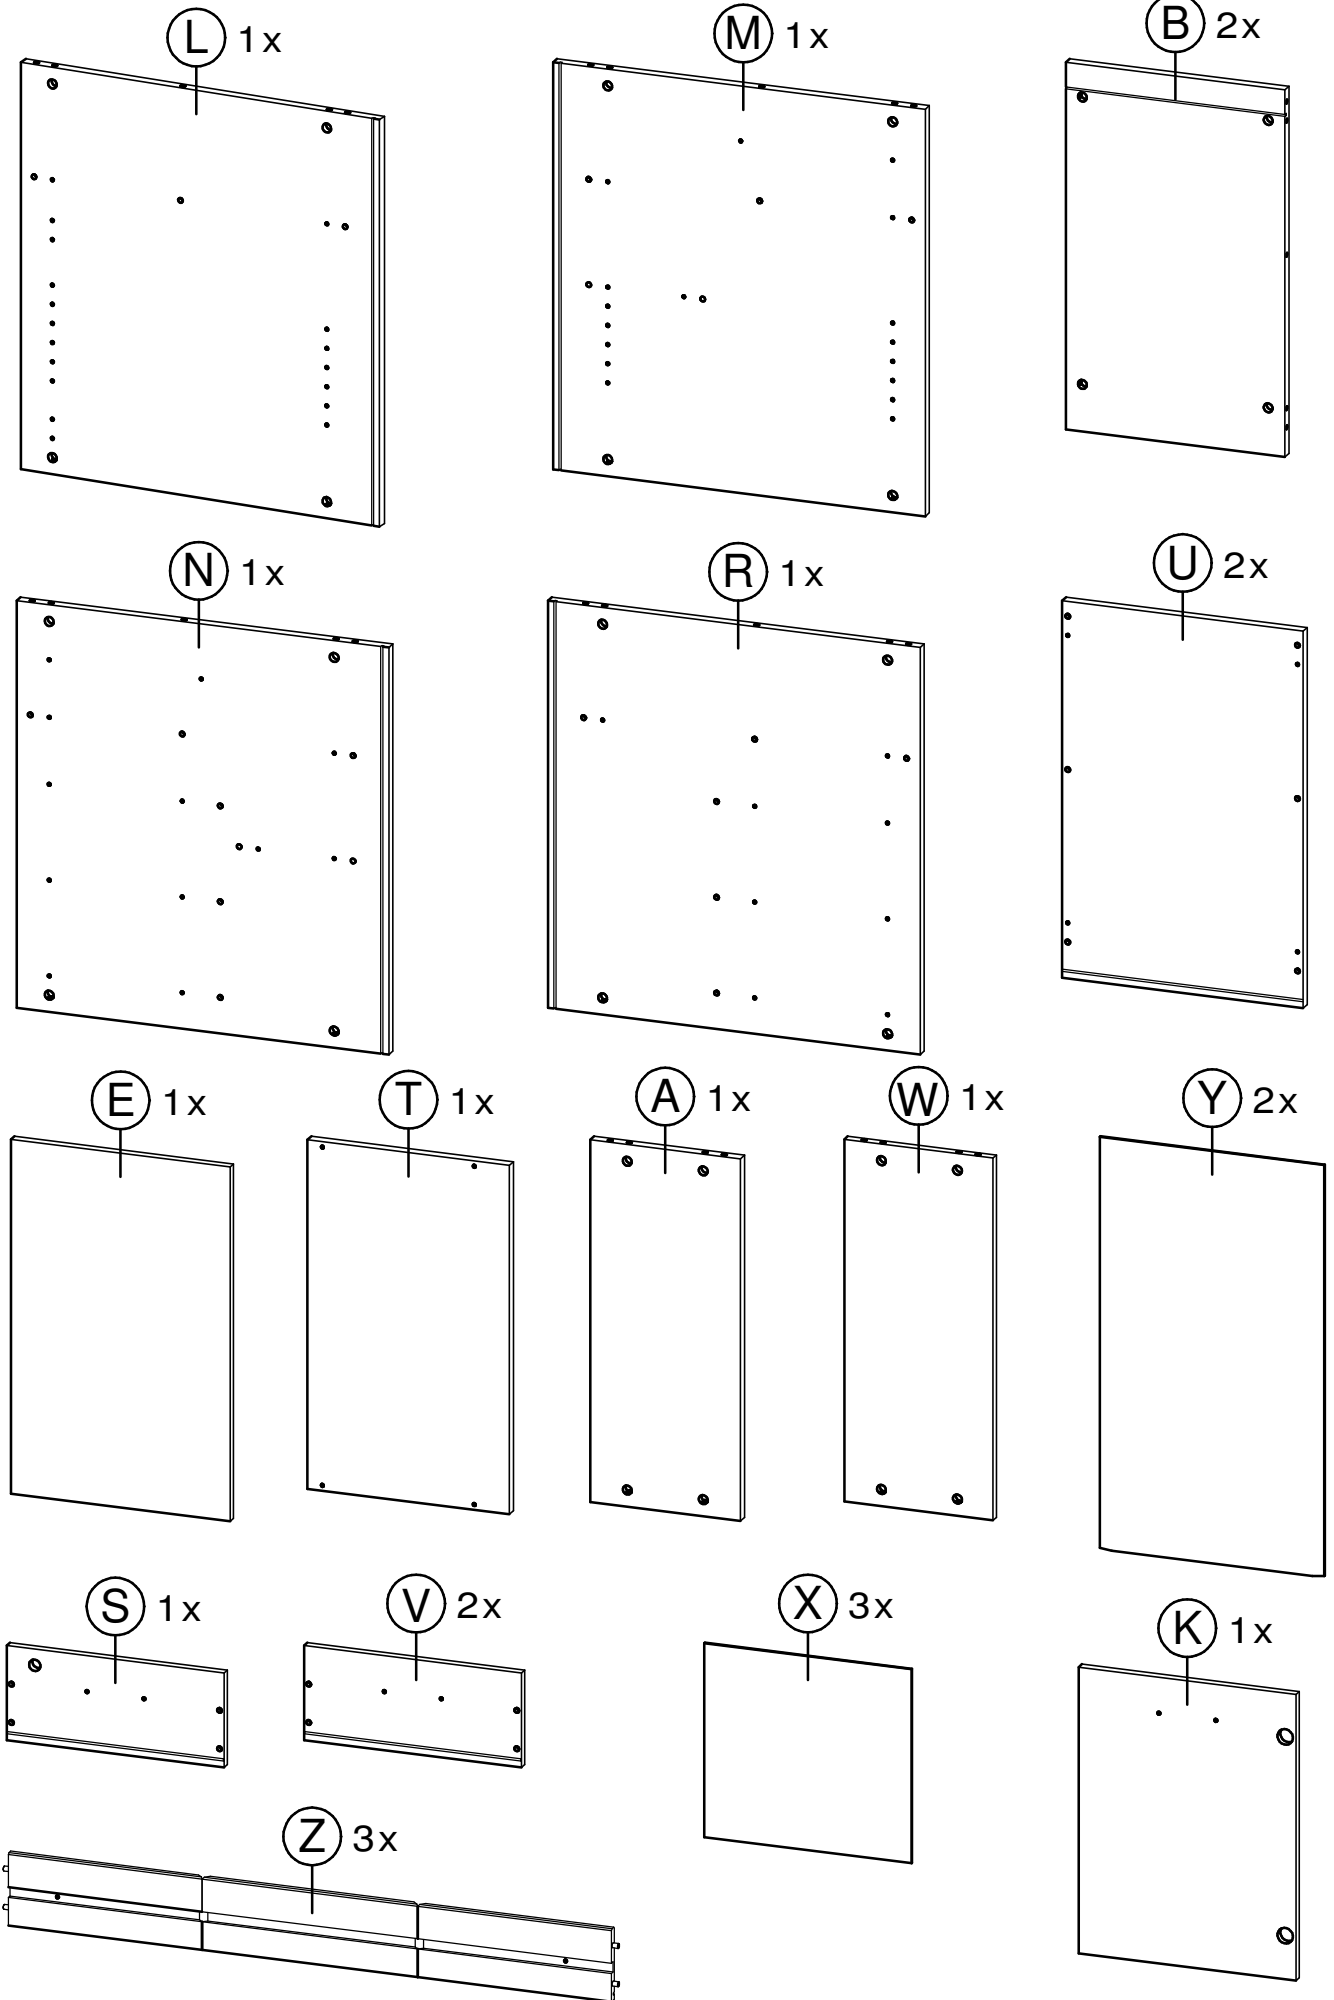 L 1x
M 1x
B 2x
N 1x
R 1x
U 2x
E 1x
T 1x
A 1x
W 1x
Y 2x
S 1x
V 2x
X 3x
K 1x
Z 3x